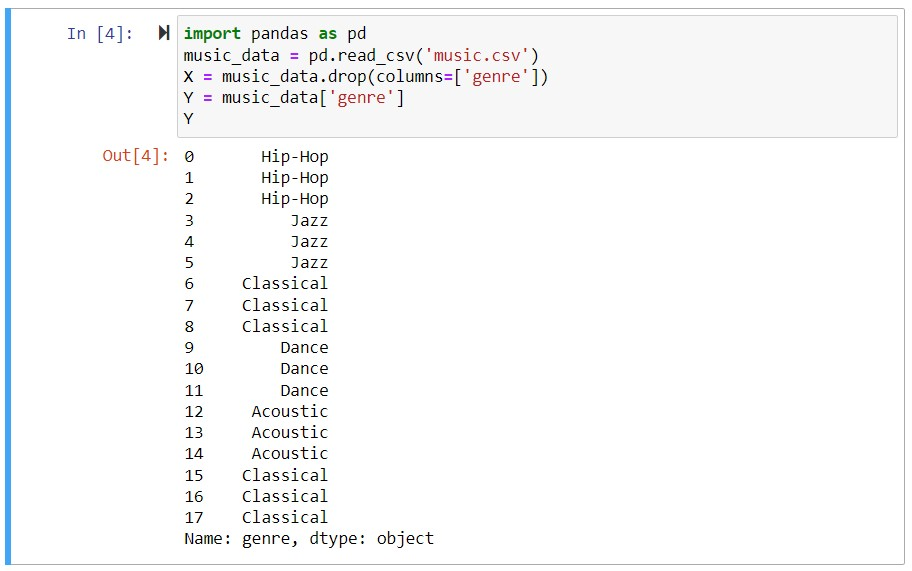 In [4]: import pandas as pd
music_data = pd.read_csv('music.csv')
X = music_data.drop(columns=['genre'])
Y = music_data['genre']
Y
Out[4]: 0 Hip-Hop
1 Hip-Hop
2 Hip-Hop
3 Jazz
4 Jazz
5 Jazz
6 Classical
7 Classical
8 Classical
9 Dance
10 Dance
11 Dance
12 Acoustic
13 Acoustic
14 Acoustic
15 Classical
16 Classical
17 Classical
Name: genre, dtype: object